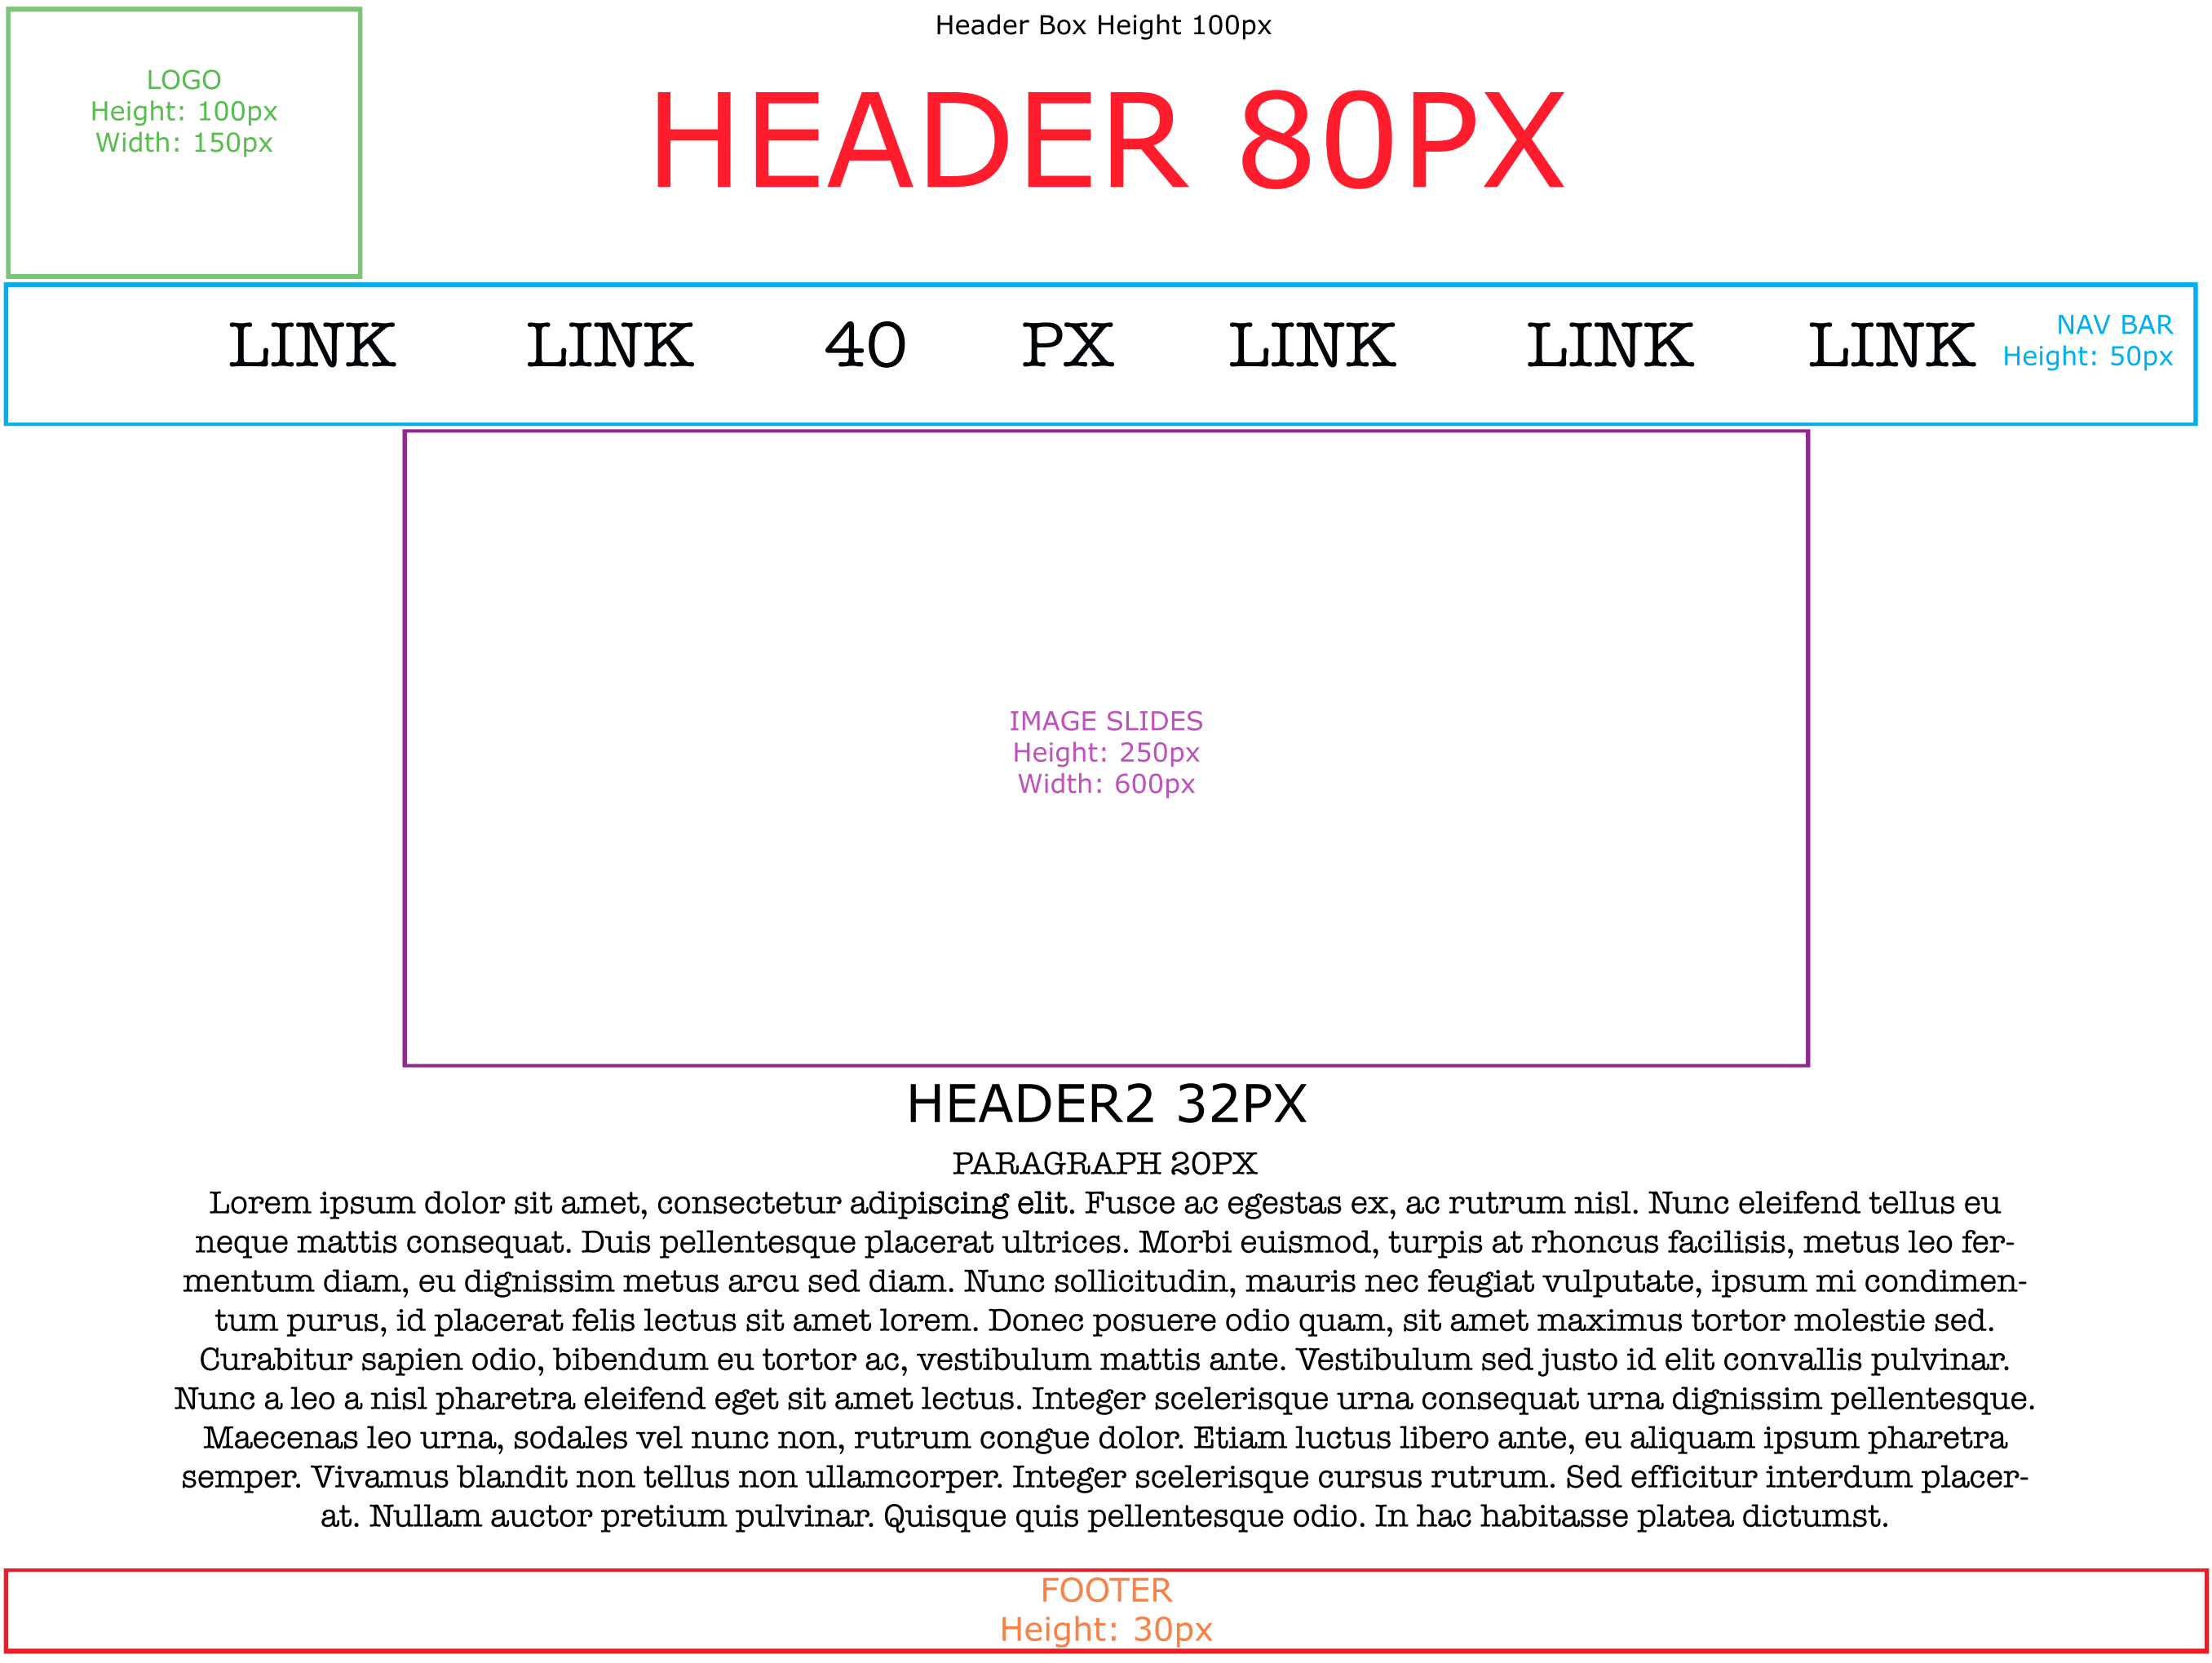 Header Box Height 100px
LOGO
Height: 100px
Width: 150px
HEADER 80PX
LINK LINK 40 PX LINK LINK LINK
NAV BAR
Height: 50px
IMAGE SLIDES
Height: 250px
Width: 600px
HEADER2 32PX
PARAGRAPH 20PX
Lorem ipsum dolor sit amet, consectetur adipiscing elit. Fusce ac egestas ex, ac rutrum nisl. Nunc eleifend tellus eu
neque mattis consequat. Duis pellentesque placerat ultrices. Morbi euismod, turpis at rhoncus facilisis, metus leo fer-
mentum diam, eu dignissim metus arcu sed diam. Nunc sollicitudin, mauris nec feugiat vulputate, ipsum mi condimen-
tum purus, id placerat felis lectus sit amet lorem. Donec posuere odio quam, sit amet maximus tortor molestie sed.
Curabitur sapien odio, bibendum eu tortor ac, vestibulum mattis ante. Vestibulum sed justo id elit convallis pulvinar.
Nunc a leo a nisl pharetra eleifend eget sit amet lectus. Integer scelerisque urna consequat urna dignissim pellentesque.
Maecenas leo urna, sodales vel nunc non, rutrum congue dolor. Etiam luctus libero ante, eu aliquam ipsum pharetra
semper. Vivamus blandit non tellus non ullamcorper. Integer scelerisque cursus rutrum. Sed efficitur interdum placer-
at. Nullam auctor pretium pulvinar. Quisque quis pellentesque odio. In hac habitasse platea dictumst.
FOOTER
Height: 30px